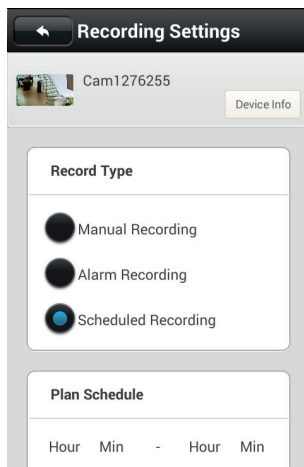 Recording Settings
Cam1276255
Device Info
Record Type
Manual Recording
Alarm Recording
Scheduled Recording
Plan Schedule
Hour Min - Hour Min